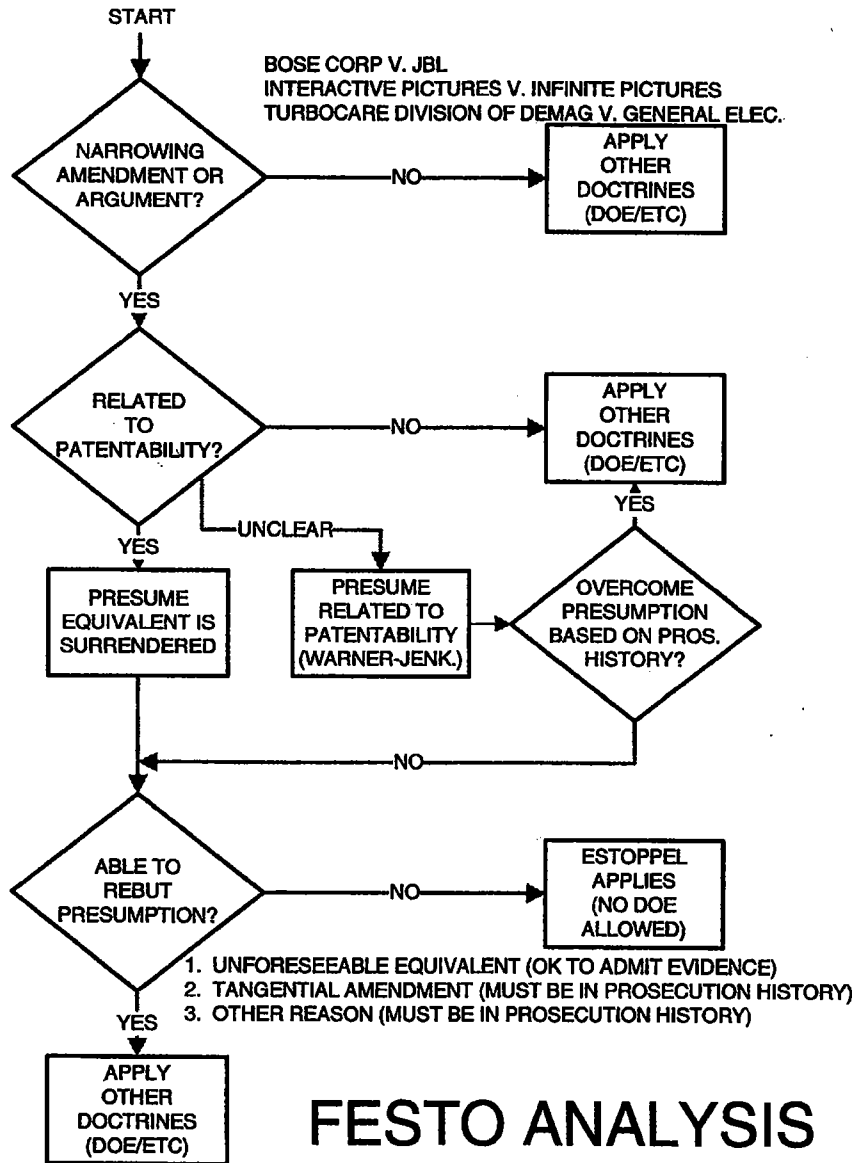 START
BOSE CORP V. JBL
INTERACTIVE PICTURES V. INFINITE PICTURES
TURBOCARE DIVISION OF DEMAG V. GENERAL ELEC.
NARROWING
AMENDMENT OR
ARGUMENT?
NO
APPLY
OTHER
DOCTRINES
(DOE/ETC)
YES
RELATED
TO
PATENTABILITY?
NO
APPLY
OTHER
DOCTRINES
(DOE/ETC)
YES
UNCLEAR
YES
PRESUME
EQUIVALENT IS
SURRENDERED
PRESUME
RELATED TO
PATENTABILITY
(WARNER-JENK.)
OVERCOME
PRESUMPTION
BASED ON PROS.
HISTORY?
NO
ABLE TO
REBUT
PRESUMPTION?
NO
ESTOPPEL
APPLIES
(NO DOE
ALLOWED)
1. UNFORESEEABLE EQUIVALENT (OK TO ADMIT EVIDENCE)
2. TANGENTIAL AMENDMENT (MUST BE IN PROSECUTION HISTORY)
3. OTHER REASON (MUST BE IN PROSECUTION HISTORY)
YES
APPLY
OTHER
DOCTRINES
(DOE/ETC)
FESTO ANALYSIS